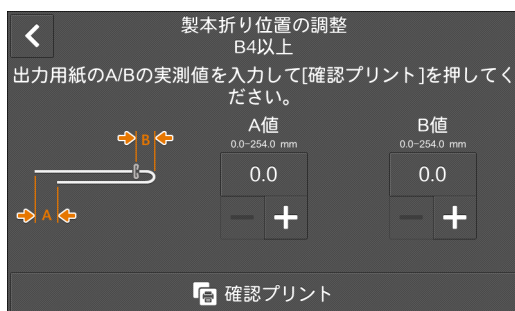 製本折り位置の調整
B4以上
出力用紙のA/Bの実測値を入力して[確認プリント]を押してく
ださい。
A値
0.0-254.0 mm
0.0
B値
0.0-254.0 mm
0.0
B
A
確認プリント